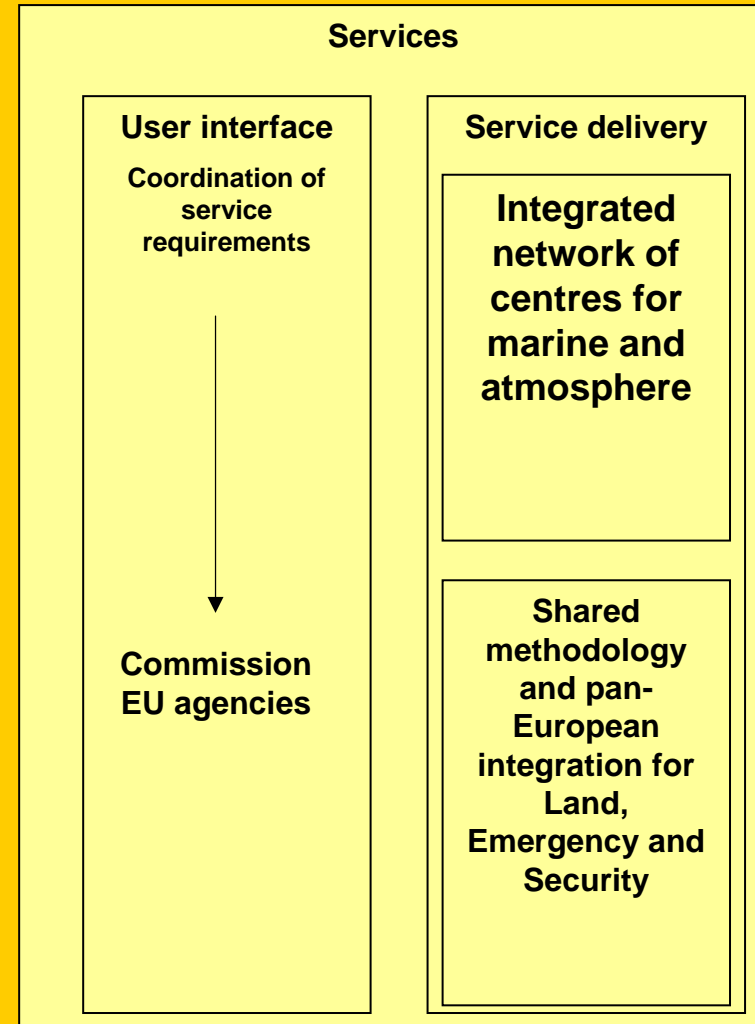 Services
User interface
Coordination of
service
requirements
Commission
EU agencies
Service delivery
Integrated
network of
centres for
marine and
atmosphere
Shared
methodology
and pan-
European
integration for
Land,
Emergency and
Security